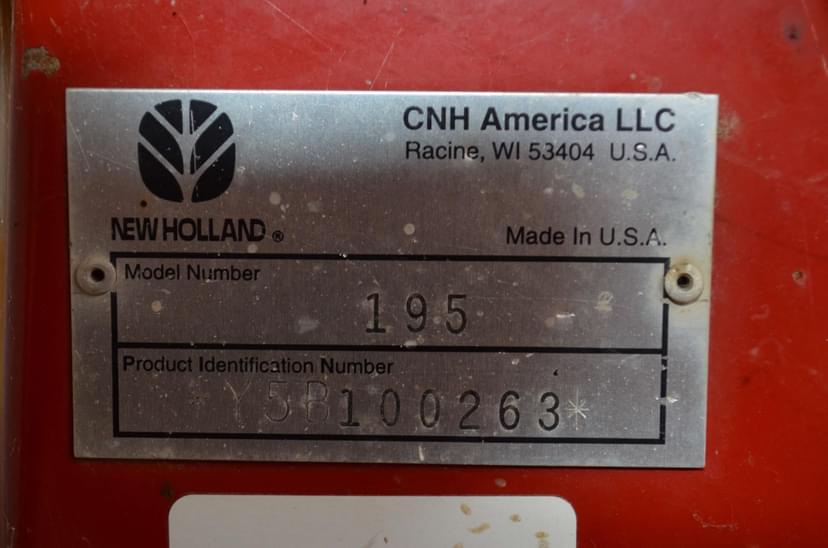 CNH America LLC
Racine, WI 53404 U.S.A.
NEW HOLLAND ®
Made In U.S.A.
Model Number
195
Product Identification Number
*Y5B100263*